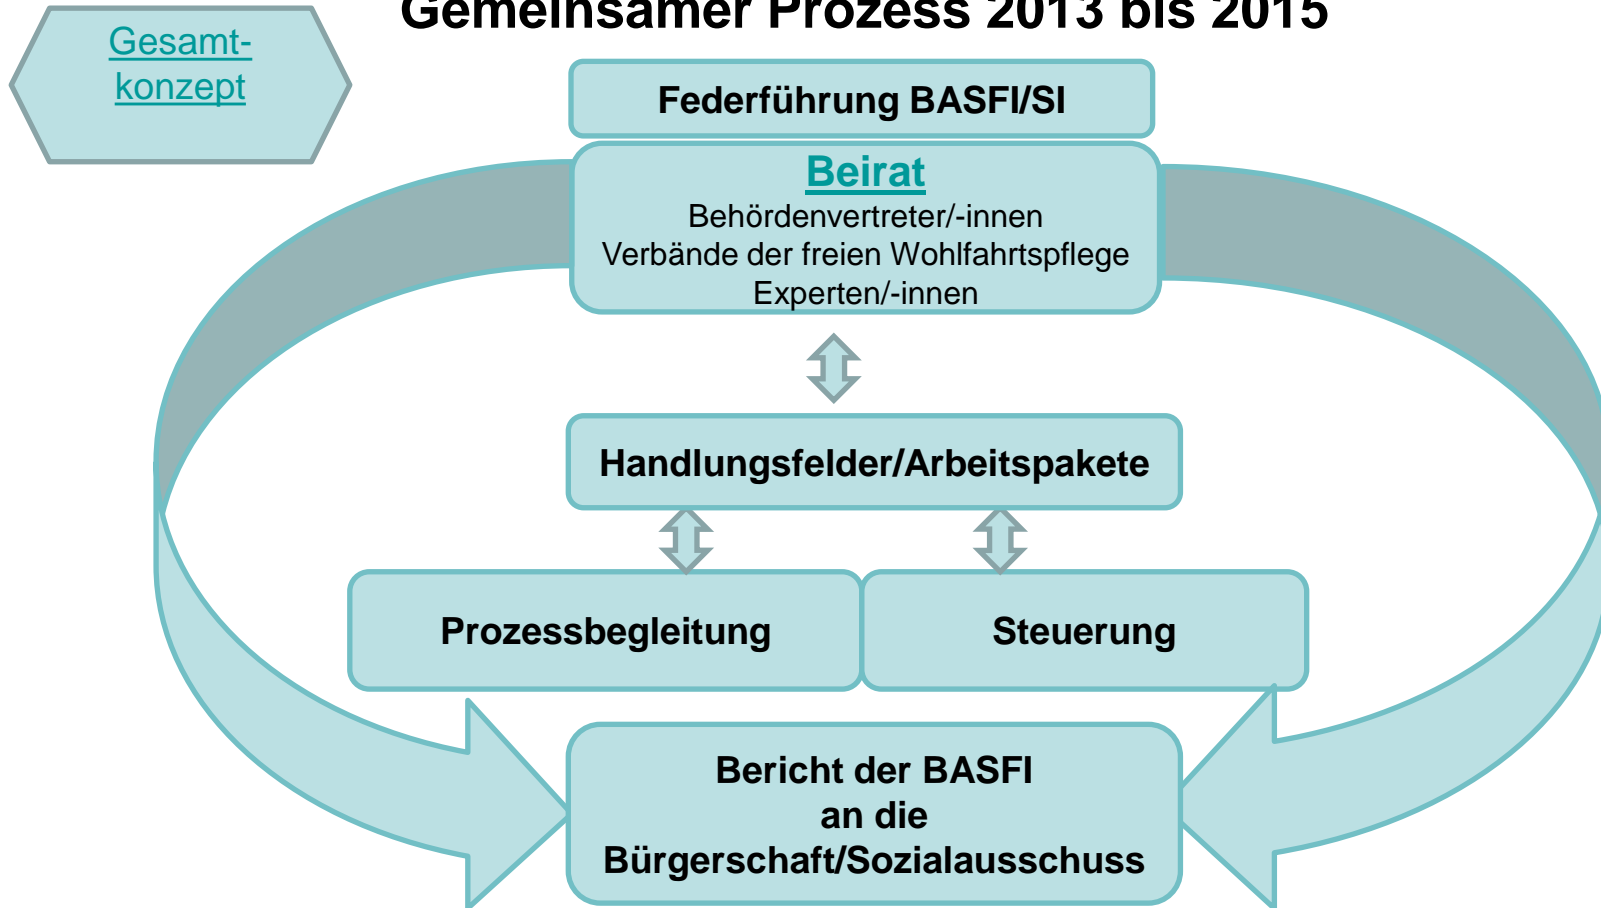 Gemeinsamer Prozess 2013 bis 2015
Gesamt-
konzept
Federführung BASFI/SI
Beirat
Behördenvertreter/-innen
Verbände der freien Wohlfahrtspflege
Experten/-innen
Handlungsfelder/Arbeitspakete
Prozessbegleitung
Steuerung
Bericht der BASFI
an die
Bürgerschaft/Sozialausschuss